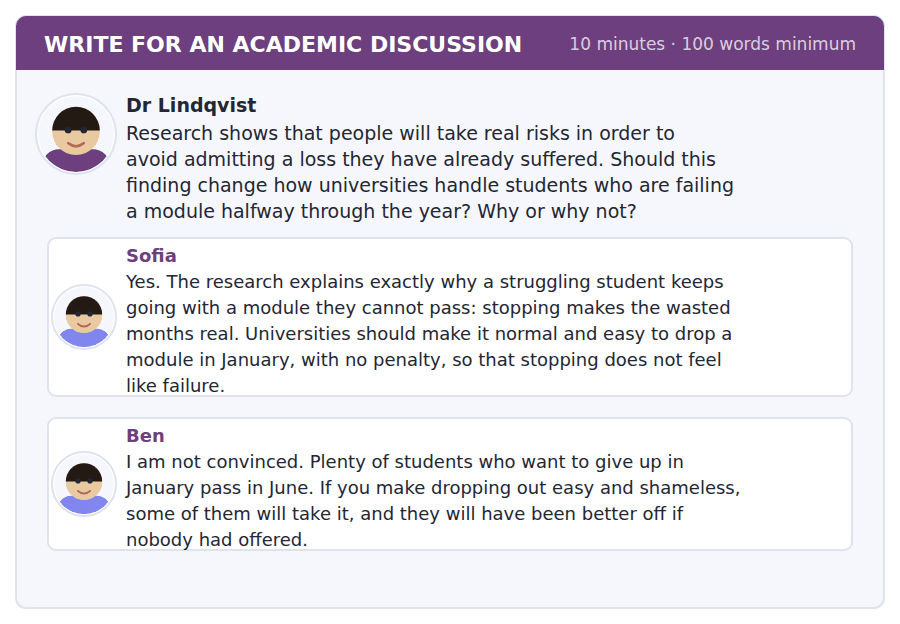 WRITE FOR AN ACADEMIC DISCUSSION
10 minutes · 100 words minimum
Dr Lindqvist
Research shows that people will take real risks in order to
avoid admitting a loss they have already suffered. Should this
finding change how universities handle students who are failing
a module halfway through the year? Why or why not?
Sofia
Yes. The research explains exactly why a struggling student keeps
going with a module they cannot pass: stopping makes the wasted
months real. Universities should make it normal and easy to drop a
module in January, with no penalty, so that stopping does not feel
like failure.
Ben
I am not convinced. Plenty of students who want to give up in
January pass in June. If you make dropping out easy and shameless,
some of them will take it, and they will have been better off if
nobody had offered.